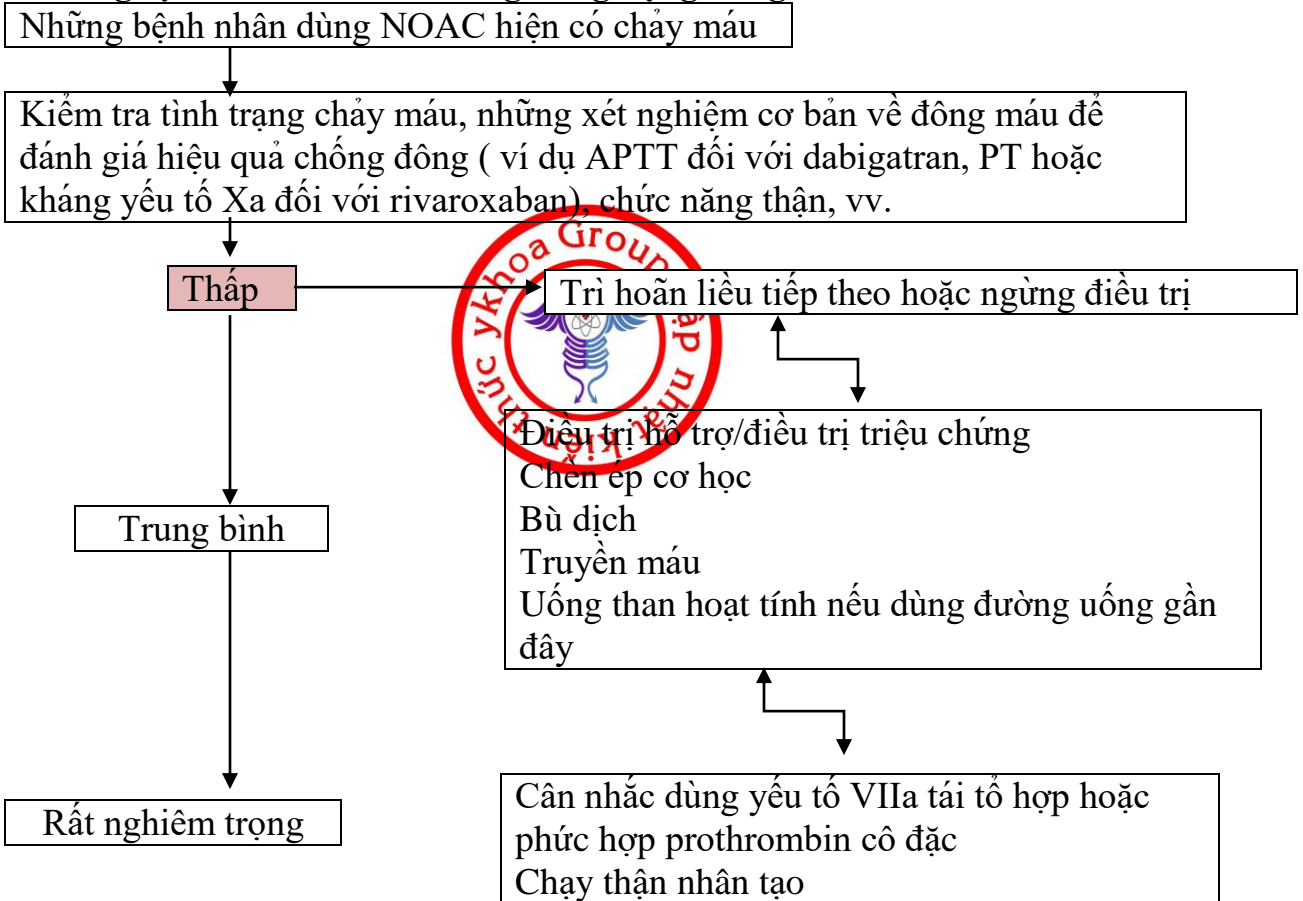 Những bệnh nhân dùng NOAC hiện có chảy máu
Kiểm tra tình trạng chảy máu, những xét nghiệm cơ bản về đông máu để
đánh giá hiệu quả chống đông ( ví dụ APTT đối với dabigatran, PT hoặc
kháng yếu tố Xa đối với rivaroxaban), chức năng thận, vv.
Thấp
Trì hoãn liều tiếp theo hoặc ngừng điều trị
Điều trị hỗ trợ/điều trị triệu chứng
Chèn ép cơ học
Bù dịch
Truyền máu
Uống than hoạt tính nếu dùng đường uống gần
đây
Trung bình
Rất nghiêm trọng
Cân nhắc dùng yếu tố VIIa tái tổ hợp hoặc
phức hợp prothrombin cô đặc
Chạy thận nhân tạo
ykhoa Group
nhật kiến thức